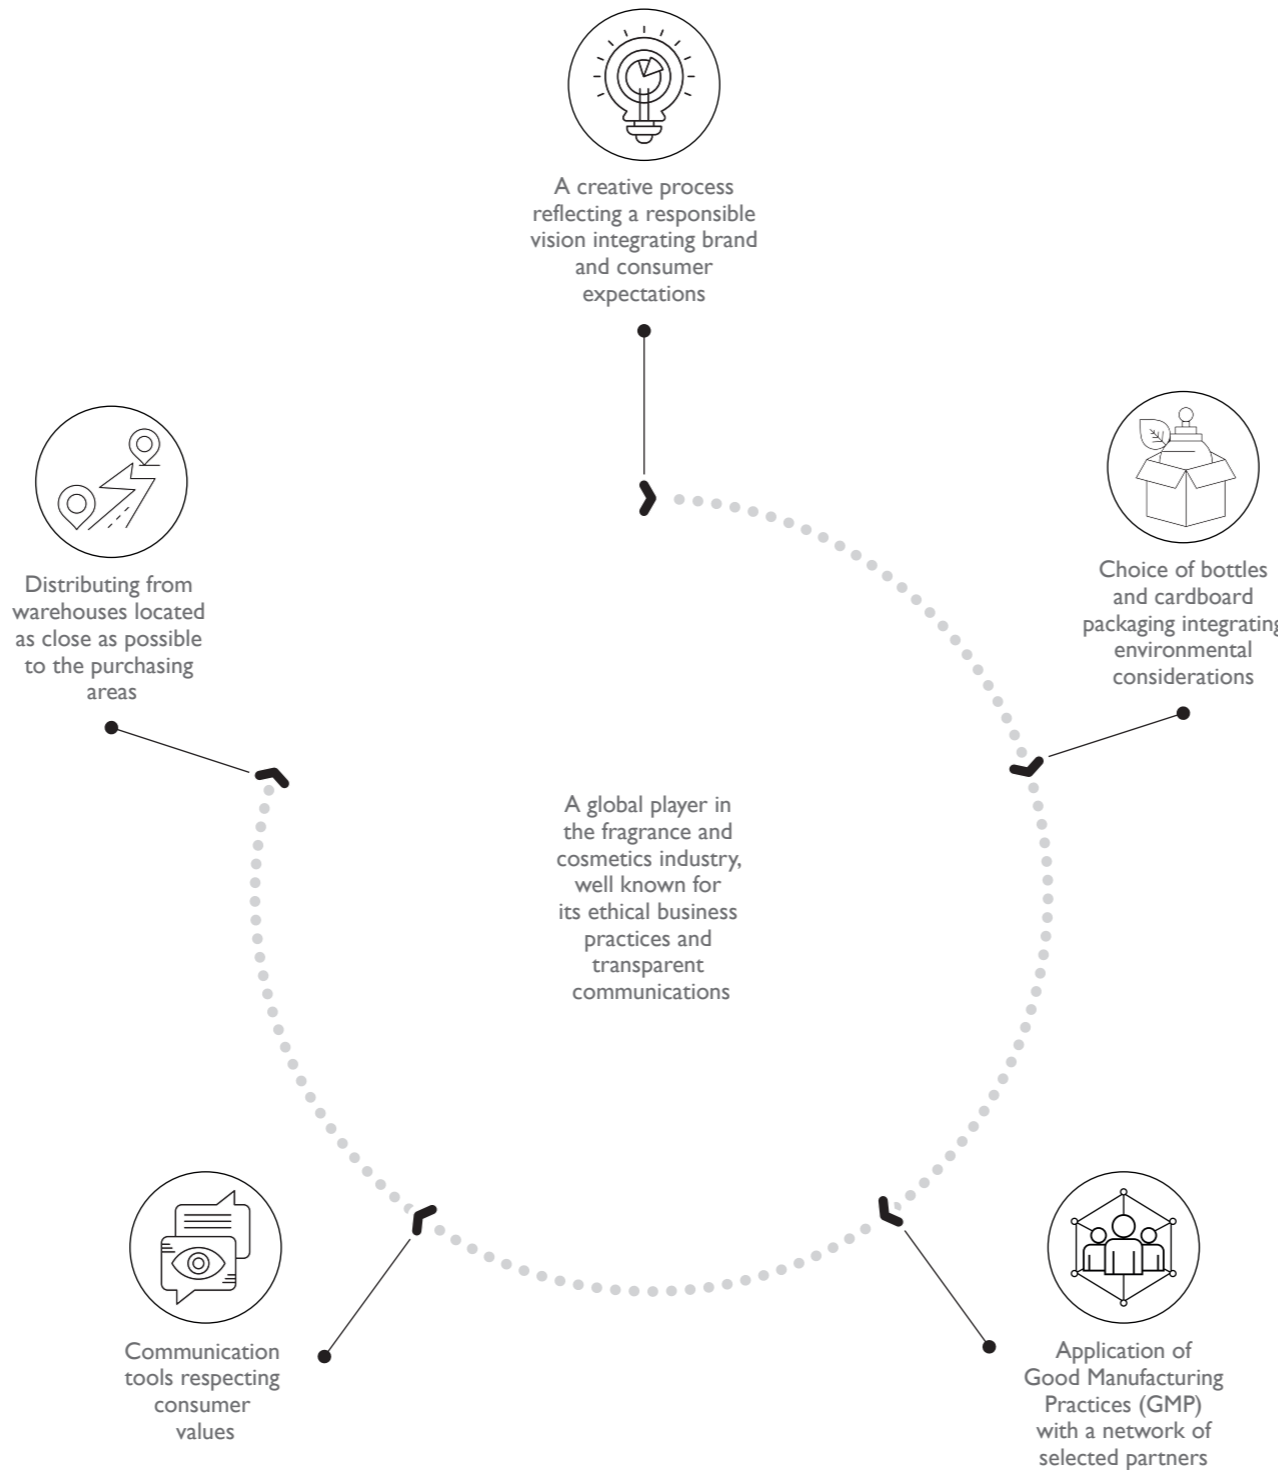 A creative process
reflecting a responsible
vision integrating brand
and consumer
expectations
Choice of bottles
and cardboard
packaging integrating
environmental
considerations
Distributing from
warehouses located
as close as possible
to the purchasing
areas
A global player in
the fragrance and
cosmetics industry,
well known for
its ethical business
practices and
transparent
communications
Communication
tools respecting
consumer
values
Application of
Good Manufacturing
Practices (GMP)
with a network of
selected partners